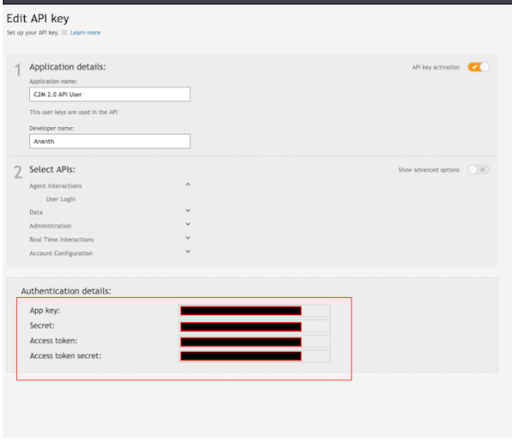 Edit API key
Set up your API key. Learn more
1 Application details:
API key activation
Application name:
C2M 2.0 API User
This user keys are used in the API
Developer name:
Ananth
2 Select APIs:
Show advanced options
Agent Interactions
User Login
Data
Administration
Real Time Interactions
Account Configuration
Authentication details:
App key:
Secret:
Access token:
Access token secret: